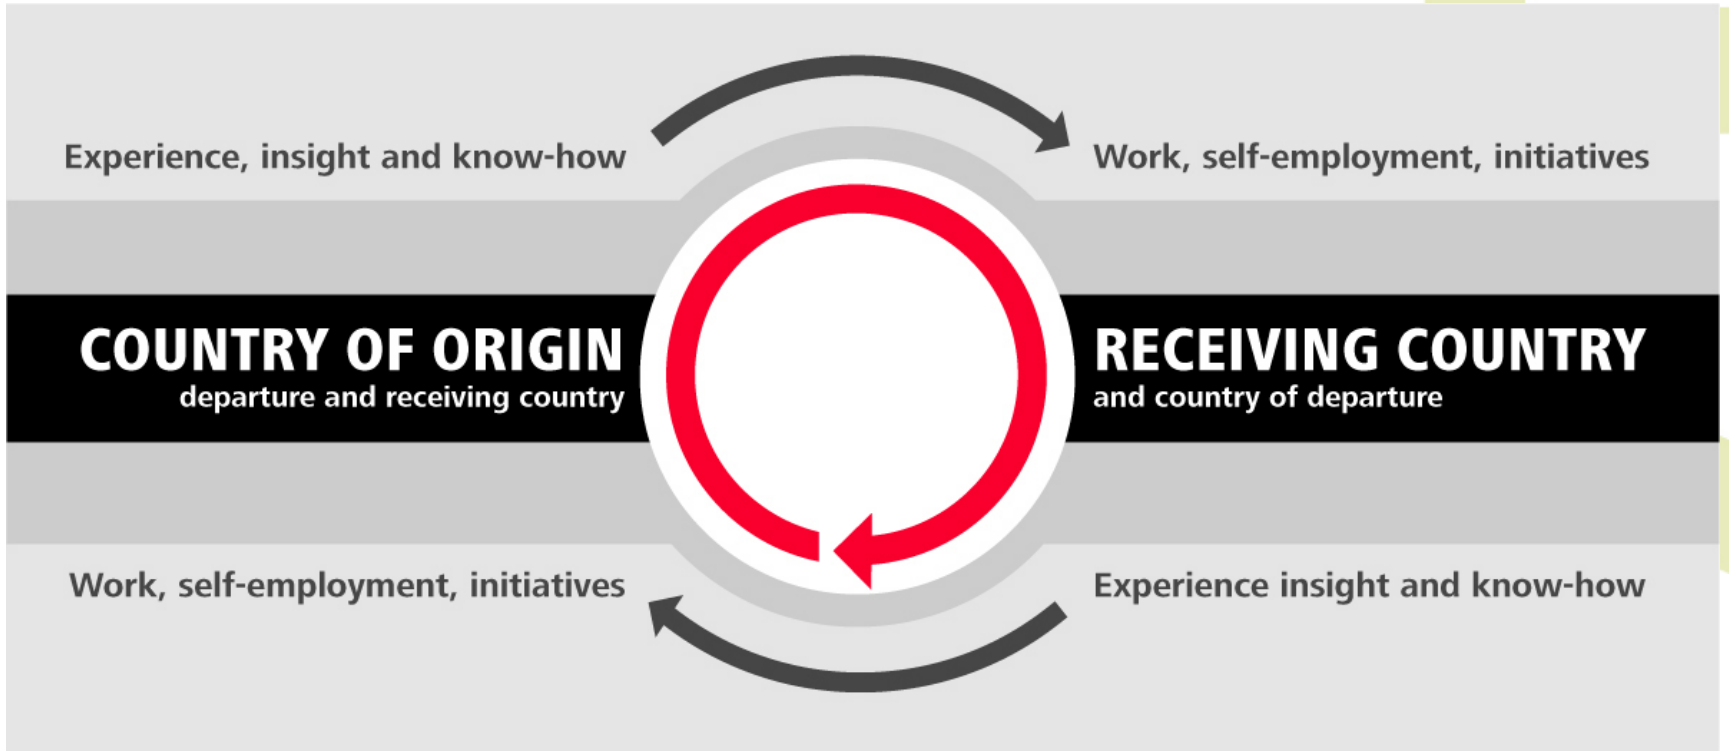 Experience, insight and know-how
Work, self-employment, initiatives
COUNTRY OF ORIGIN
departure and receiving country
RECEIVING COUNTRY
and country of departure
Work, self-employment, initiatives
Experience insight and know-how